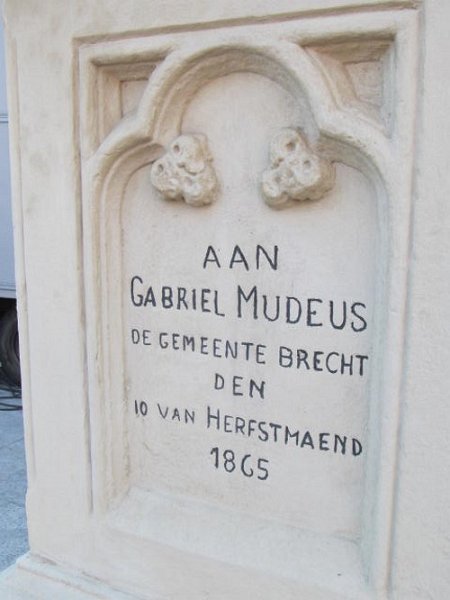 AAN
GABRIEL MUDEUS
DE GEMEENTE BRECHT
DEN
10 VAN HERFSTMAEND
1865